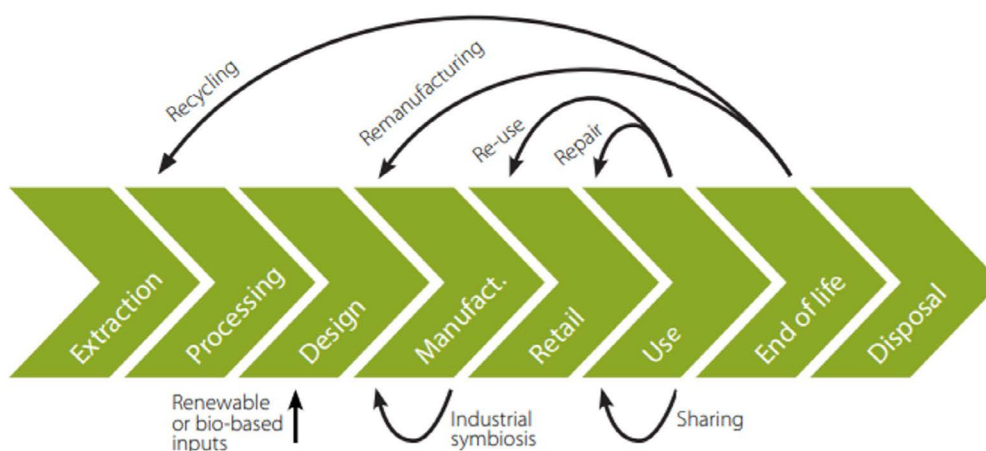 Recycling
Remanufacturing
Re-use
Repair
Extraction
Processing
Design
Manufact.
Retail
Use
End of life
Disposal
Renewable
or bio-based
inputs
Industrial
symbiosis
Sharing